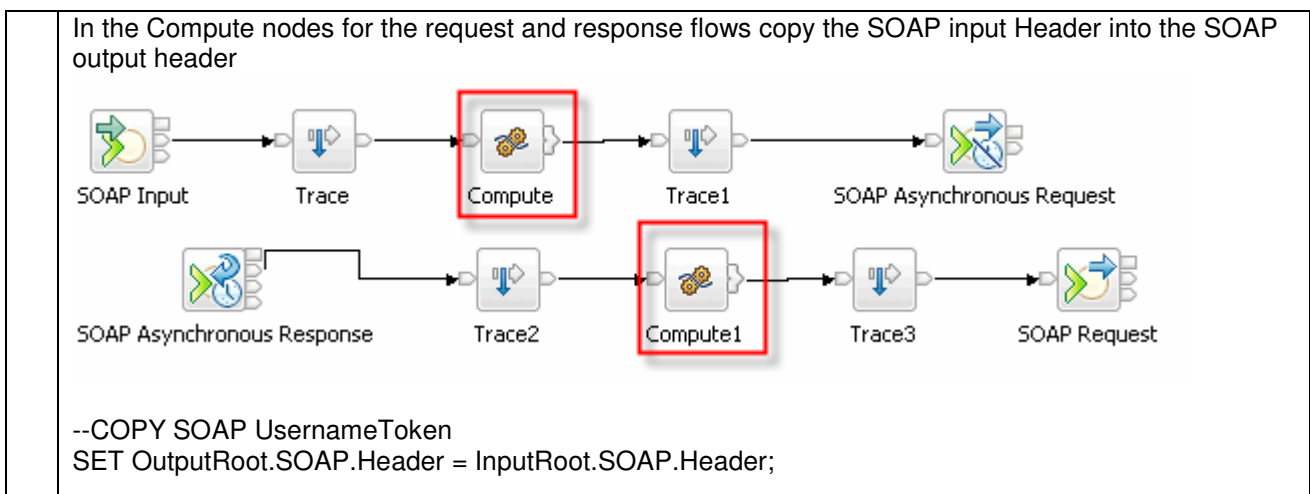 In the Compute nodes for the request and response flows copy the SOAP input Header into the SOAP
output header
SOAP Input Trace Compute Trace1 SOAP Asynchronous Request
SOAP Asynchronous Response Trace2 Compute1 Trace3 SOAP Request
--COPY SOAP UsernameToken
SET OutputRoot.SOAP.Header = InputRoot.SOAP.Header;